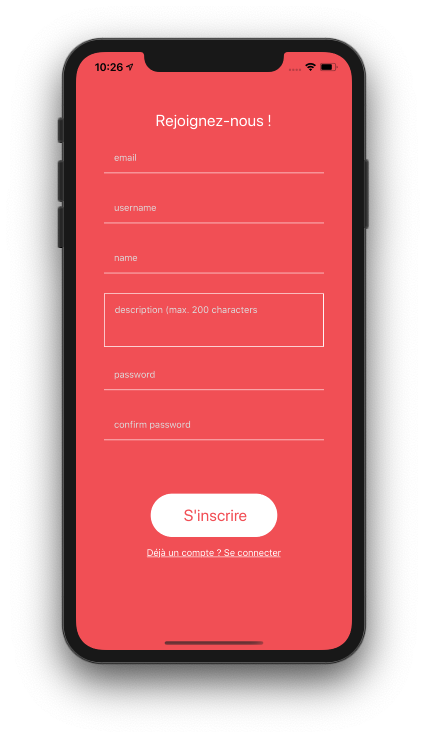 10:26
Rejoignez-nous !
email
username
name
description (max. 200 characters
password
confirm password
S'inscrire
Déjà un compte ? Se connecter